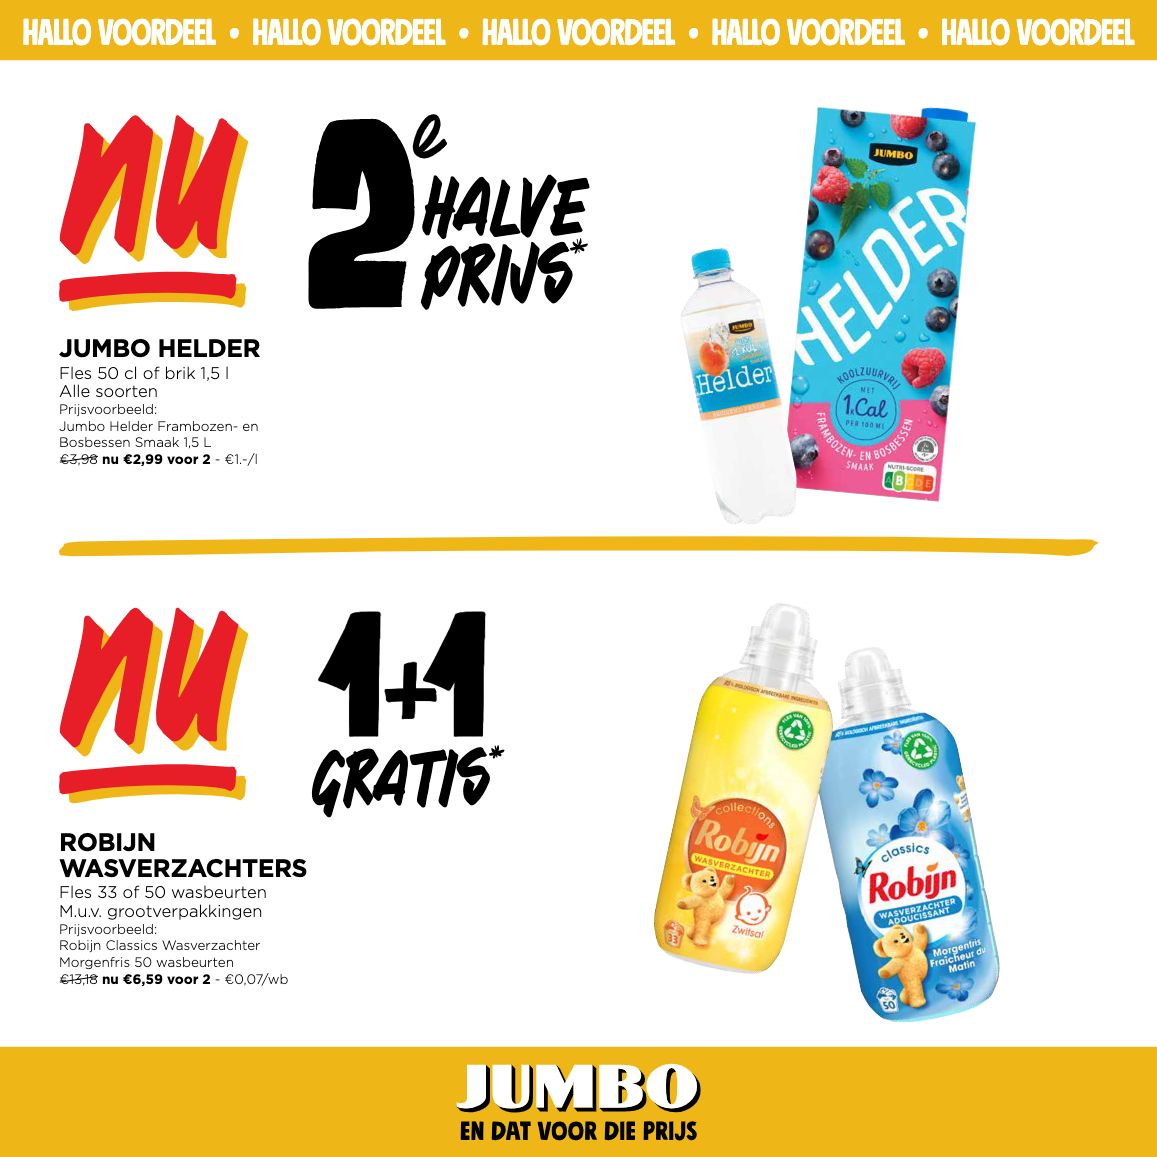 HALLO VOORDEEL • HALLO VOORDEEL • HALLO VOORDEEL • HALLO VOORDEEL • HALLO VOORDEEL
nu
2e
HALVE
PRIJS*
JUMBO HELDER
Fles 50 cl of brik 1,5 l
Alle soorten
Prijsvoorbeeld:
Jumbo Helder Frambozen- en
Bosbessen Smaak 1,5 L
€3,98 nu €2,99 voor 2 - €1.-/l
JUMBO
Helder
JUMBO
HELDER
KOOLZUURVRIJ
MET
1kCal
PER 100 ML
FRAMBOZEN- EN BOSBESSEN
SMAAK
NUTRI-SCORE
A B C D E
nu
1+1
GRATIS*
ROBIJN
WASVERZACHTERS
Fles 33 of 50 wasbeurten
M.u.v. grootverpakkingen
Prijsvoorbeeld:
Robijn Classics Wasverzachter
Morgenfris 50 wasbeurten
€13,18 nu €6,59 voor 2 - €0,07/wb
collections
Robijn
WASVERZACHTER
Zwitsal
33
classics
Robijn
WASVERZACHTER
ADOUCISSANT
Morgenfris
Fraîcheur du
Matin
50
JUMBO
EN DAT VOOR DIE PRIJS